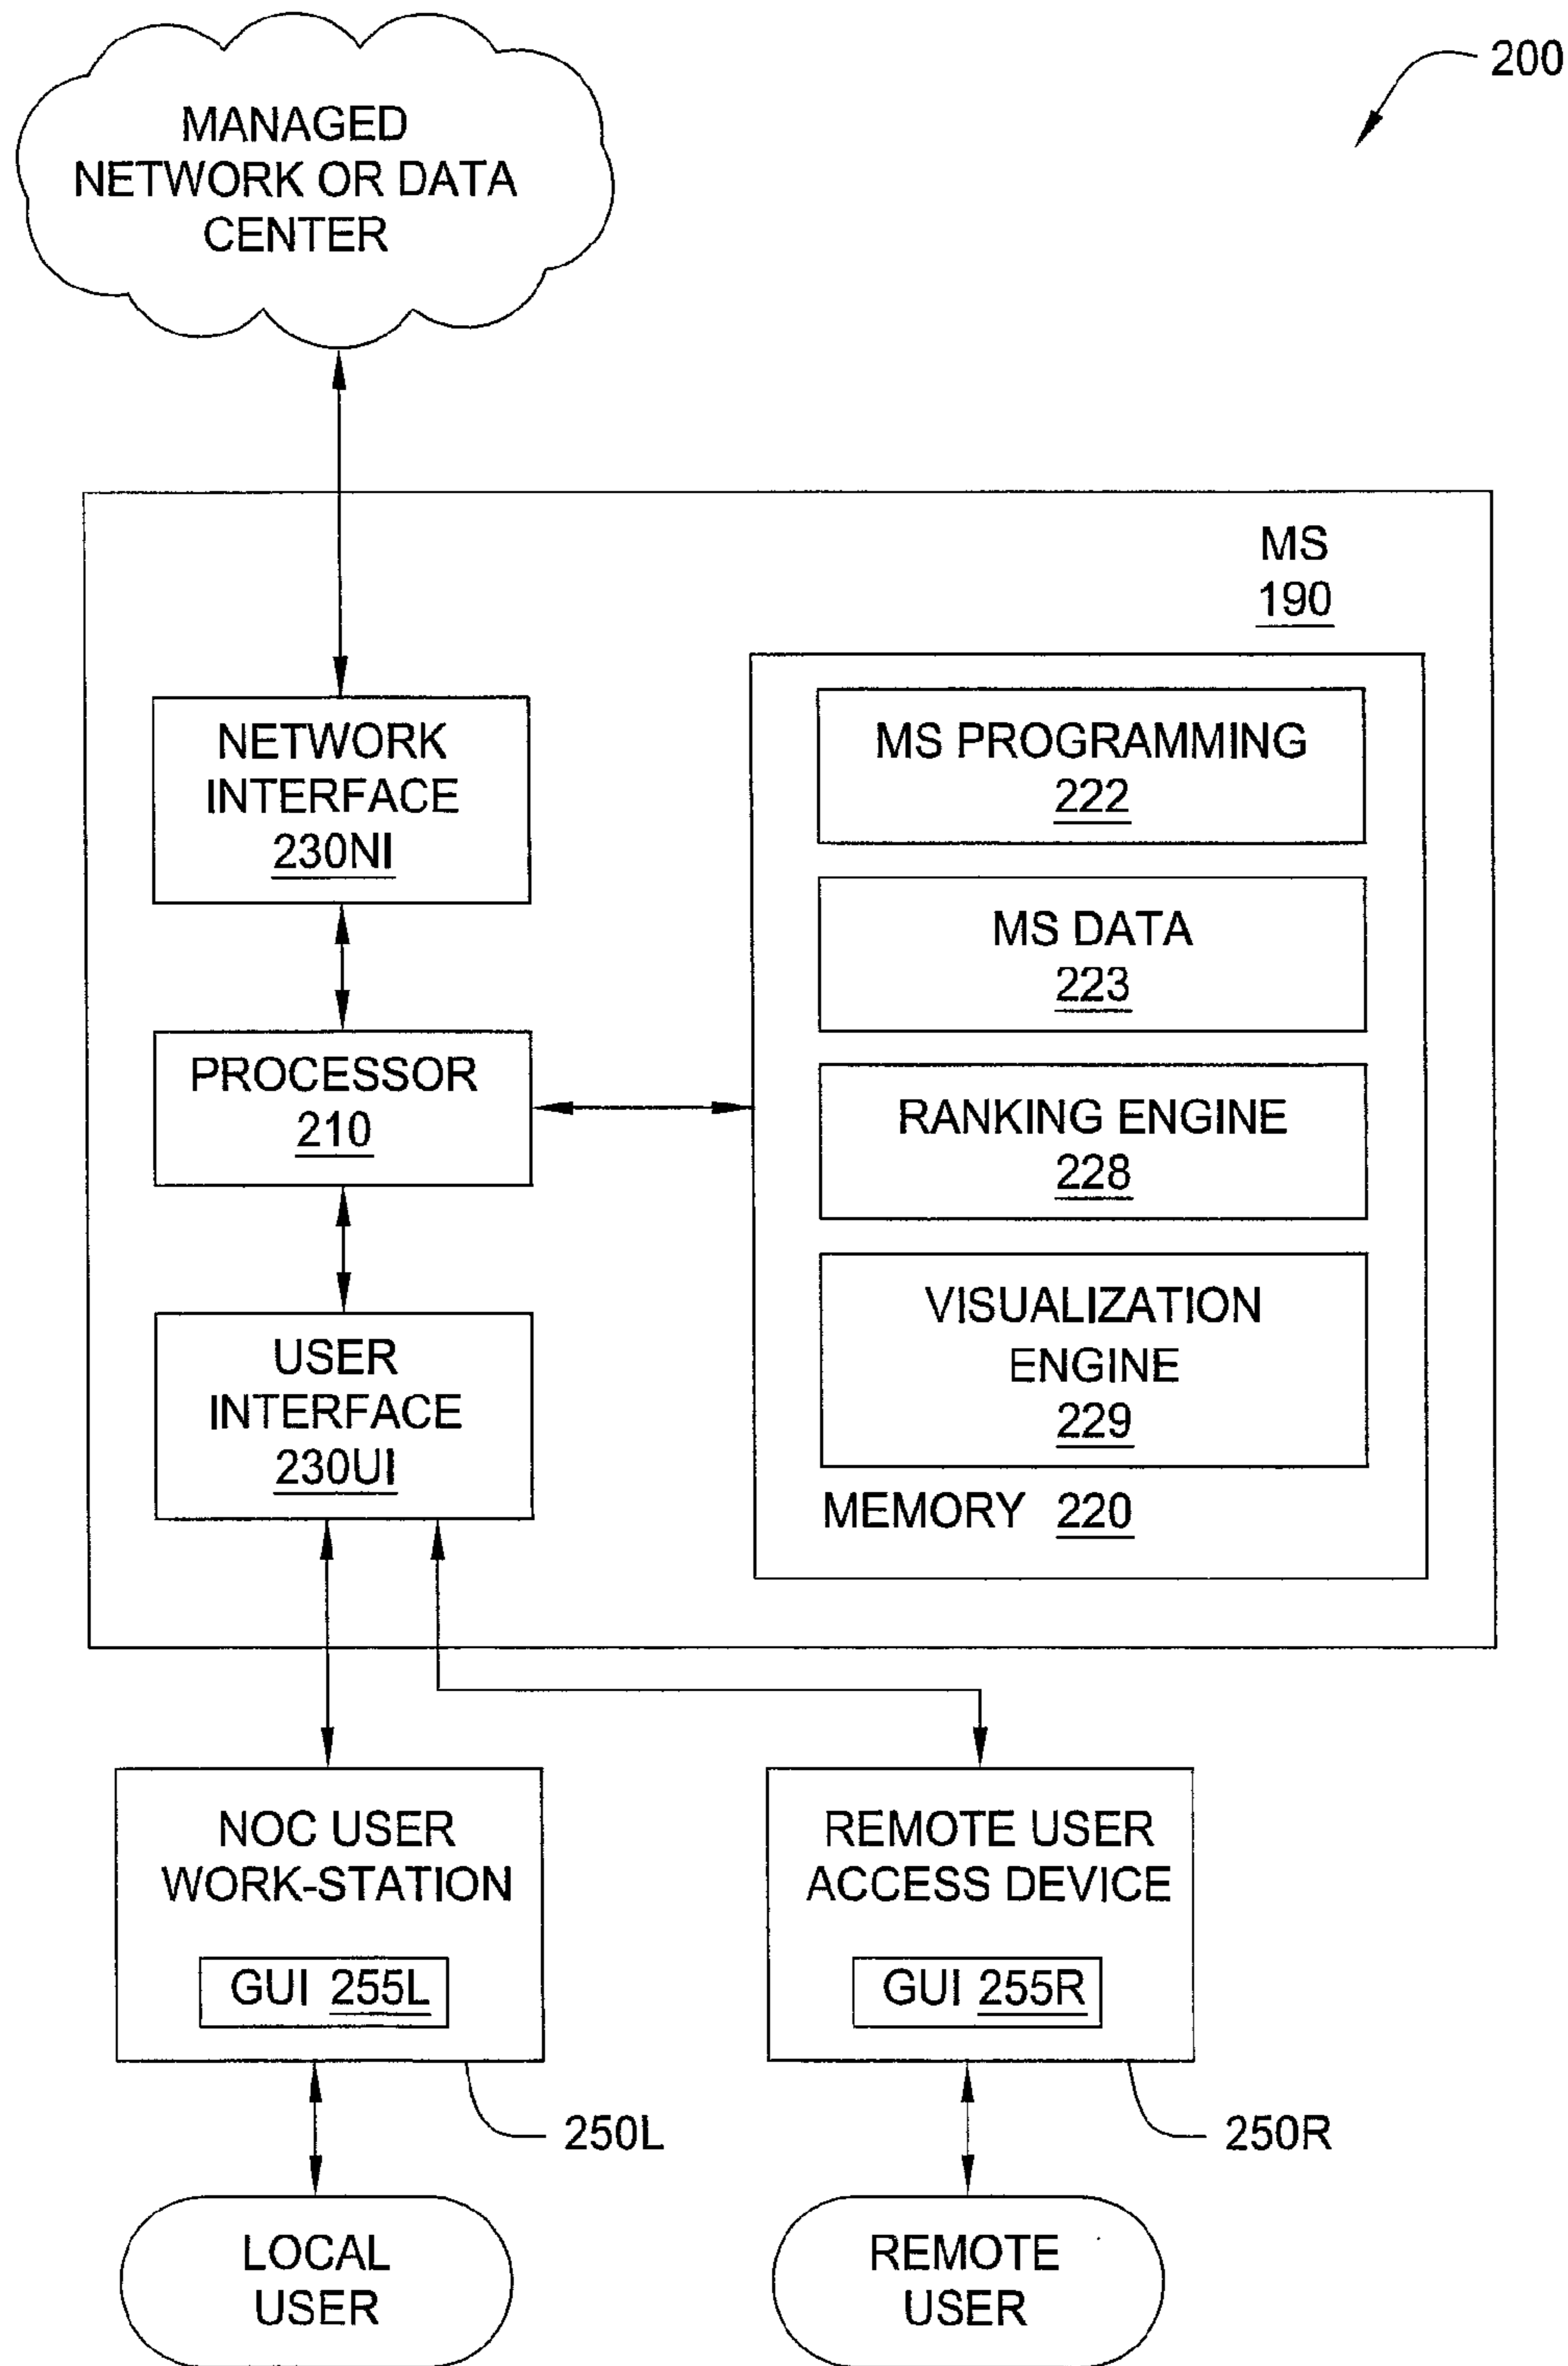 200
MANAGED
NETWORK OR DATA
CENTER
MS
190
NETWORK
INTERFACE
230NI
PROCESSOR
210
USER
INTERFACE
230UI
MS PROGRAMMING
222
MS DATA
223
RANKING ENGINE
228
VISUALIZATION
ENGINE
229
MEMORY 220
NOC USER
WORK-STATION
GUI 255L
250L
REMOTE USER
ACCESS DEVICE
GUI 255R
250R
LOCAL
USER
REMOTE
USER